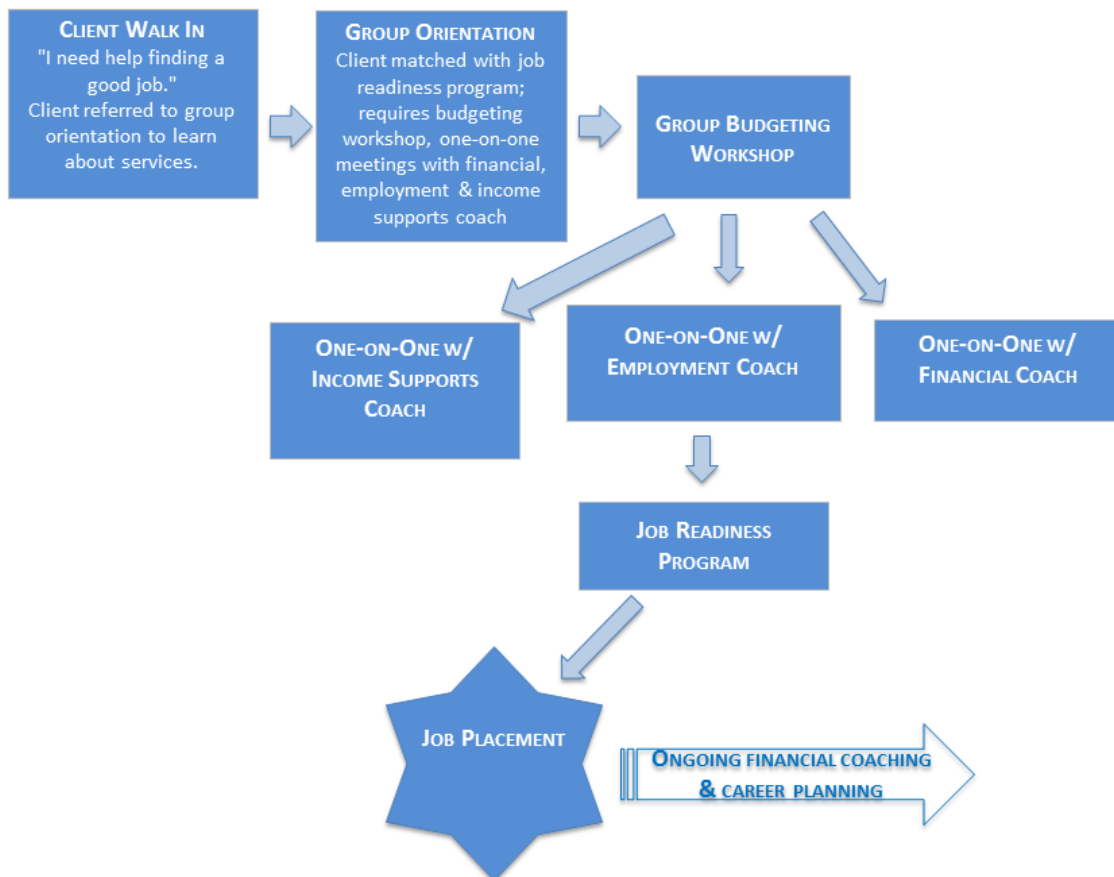 CLIENT WALK IN
"I need help finding a
good job."
Client referred to group
orientation to learn
about services.
GROUP ORIENTATION
Client matched with job
readiness program;
requires budgeting
workshop, one-on-one
meetings with financial,
employment & income
supports coach
GROUP BUDGETING
WORKSHOP
ONE-ON-ONE W/
INCOME SUPPORTS
COACH
ONE-ON-ONE W/
EMPLOYMENT COACH
ONE-ON-ONE W/
FINANCIAL COACH
JOB READINESS
PROGRAM
JOB PLACEMENT
ONGOING FINANCIAL COACHING
& CAREER PLANNING